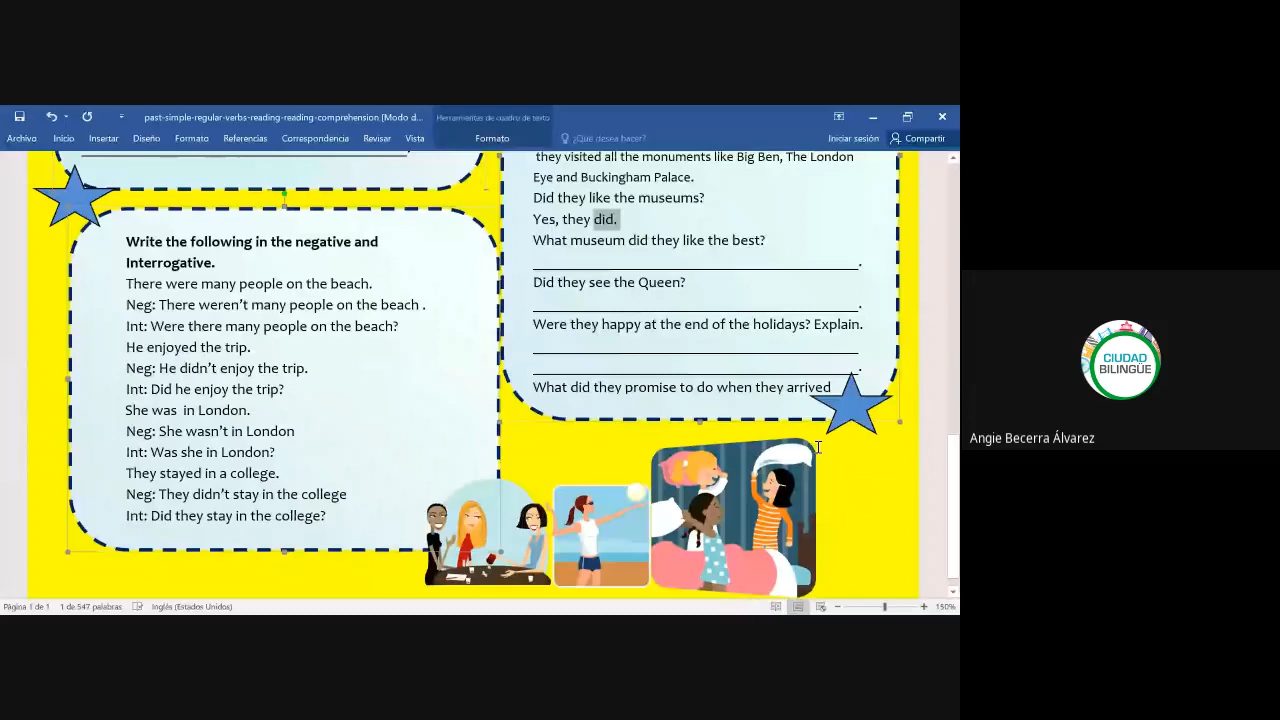 past-simple-regular-verbs-reading-reading-comprehension [Modo d...
Herramientas de cuadro de texto
Archivo Inicio Insertar Diseño Formato Referencias Correspondencia Revisar Vista Formato ¿Qué desea hacer? Iniciar sesión Compartir
they visited all the monuments like Big Ben, The London
Eye and Buckingham Palace.
Did they like the museums?
Yes, they did.
What museum did they like the best?
.
Did they see the Queen?
.
Were they happy at the end of the holidays? Explain.
.
What did they promise to do when they arrived
Write the following in the negative and
Interrogative.
There were many people on the beach.
Neg: There weren't many people on the beach .
Int: Were there many people on the beach?
He enjoyed the trip.
Neg: He didn't enjoy the trip.
Int: Did he enjoy the trip?
She was in London.
Neg: She wasn't in London
Int: Was she in London?
They stayed in a college.
Neg: They didn't stay in the college
Int: Did they stay in the college?
Página 1 de 1 1 de 547 palabras Inglés (Estados Unidos) 150%
CIUDAD
BILINGÜE
Angie Becerra Álvarez